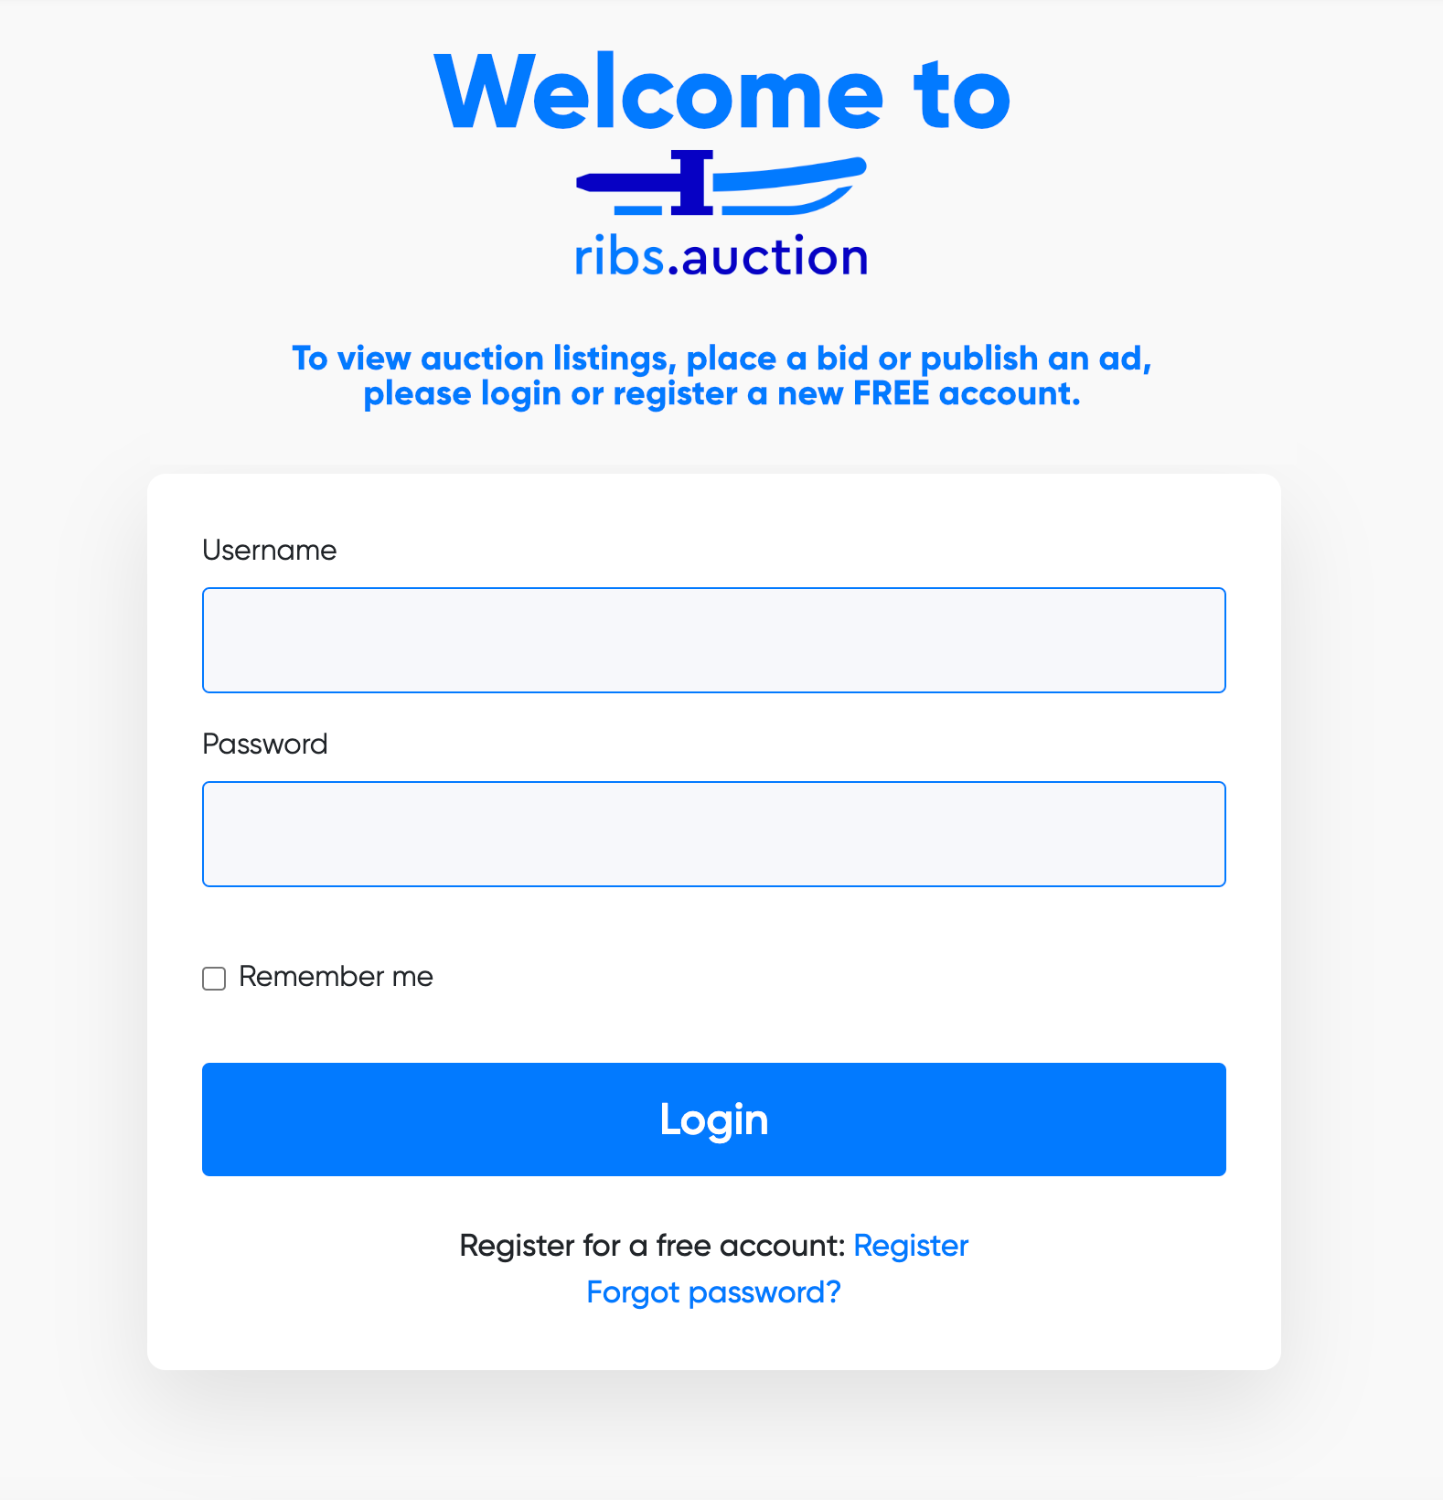 Welcome to
ribs.auction
To view auction listings, place a bid or publish an ad,
please login or register a new FREE account.
Username
Password
Remember me
Login
Register for a free account: Register
Forgot password?